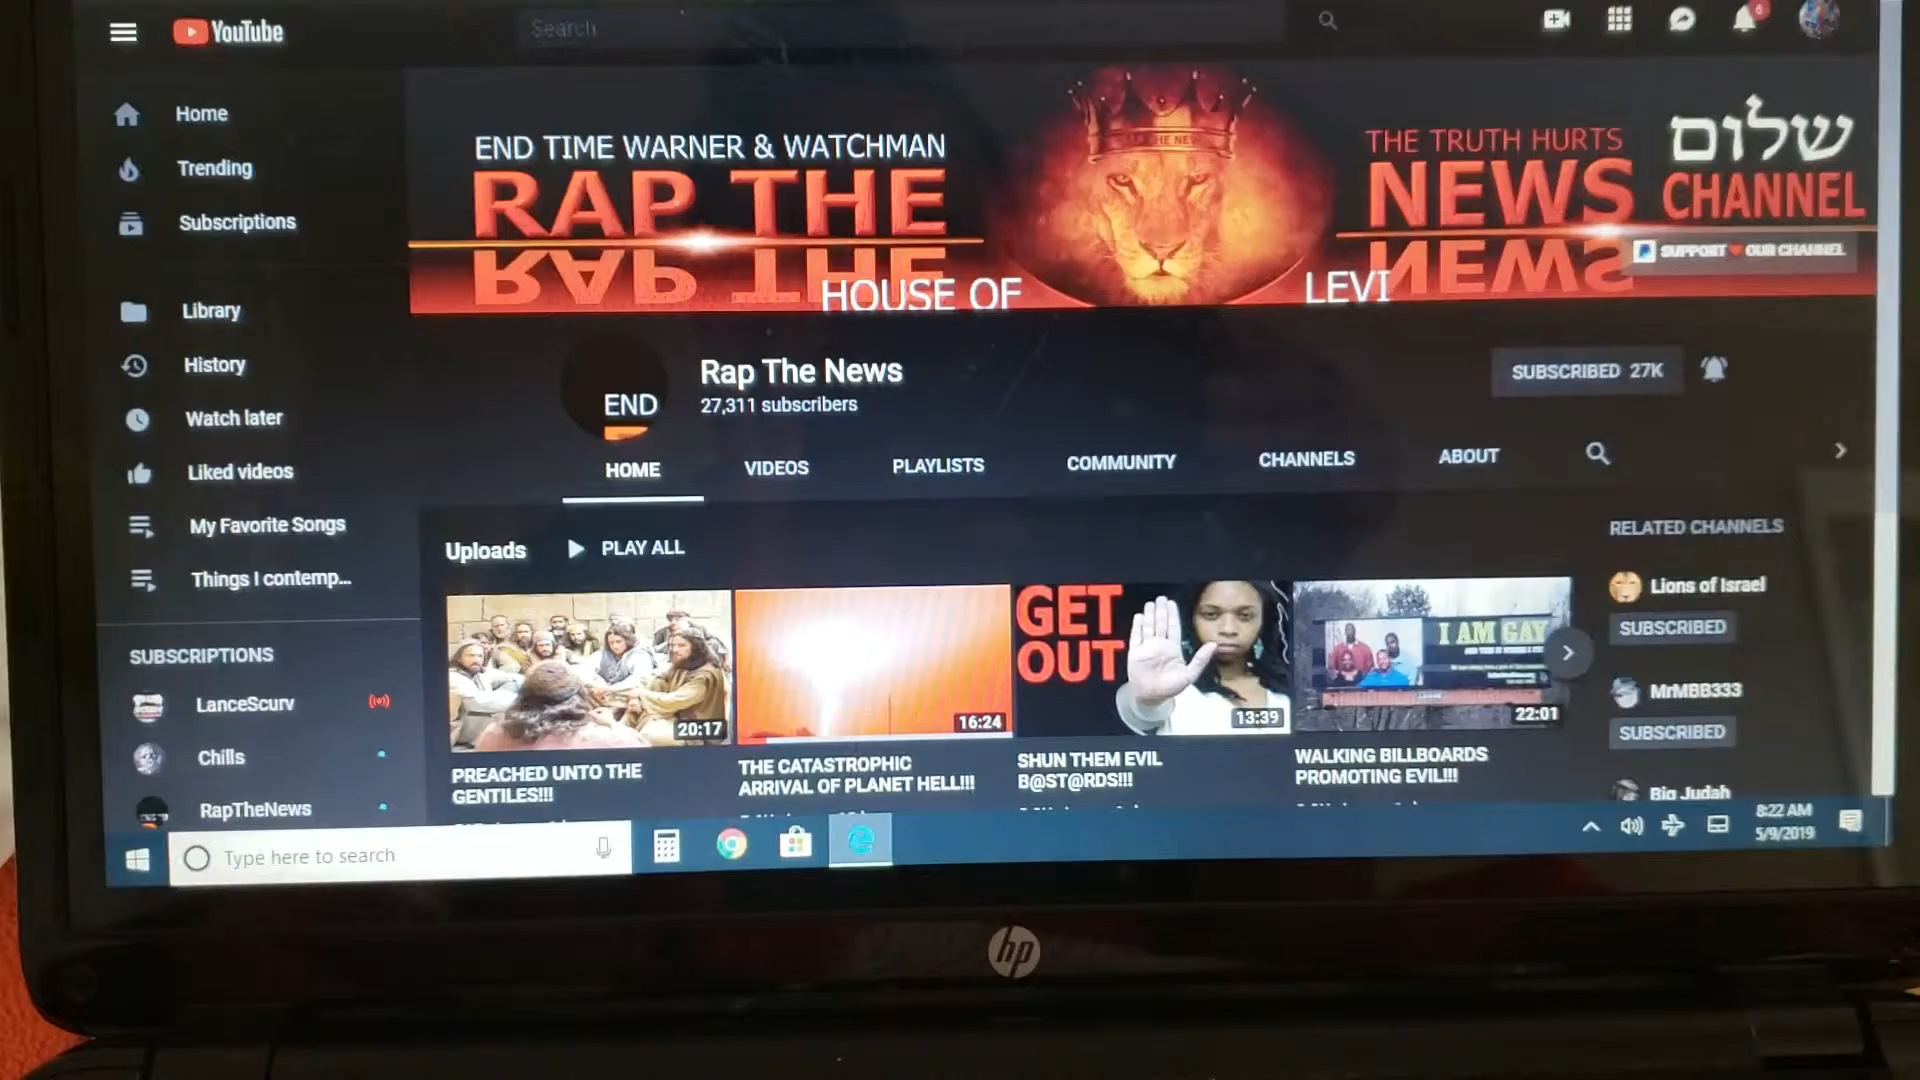 YouTube
Search
6
Home
Trending
Subscriptions
Library
History
Watch later
Liked videos
My Favorite Songs
Things I contemp...
SUBSCRIPTIONS
LanceScurv
Chills
RapTheNews
END TIME WARNER & WATCHMAN
RAP THE
RAP THE
HOUSE OF
LEVI
THE TRUTH HURTS
NEWS
NEWS
שלום
CHANNEL
SUPPORT OUR CHANNEL
END
Rap The News
27,311 subscribers
SUBSCRIBED 27K
HOME
VIDEOS
PLAYLISTS
COMMUNITY
CHANNELS
ABOUT
Uploads
PLAY ALL
20:17
PREACHED UNTO THE
GENTILES!!!
16:24
THE CATASTROPHIC
ARRIVAL OF PLANET HELL!!!
GET
OUT
13:39
SHUN THEM EVIL
B@ST@RDS!!!
I AM GAY
22:01
WALKING BILLBOARDS
PROMOTING EVIL!!!
RELATED CHANNELS
Lions of Israel
SUBSCRIBED
MrMBB333
SUBSCRIBED
Big Judah
Type here to search
8:22 AM
5/9/2019
hp